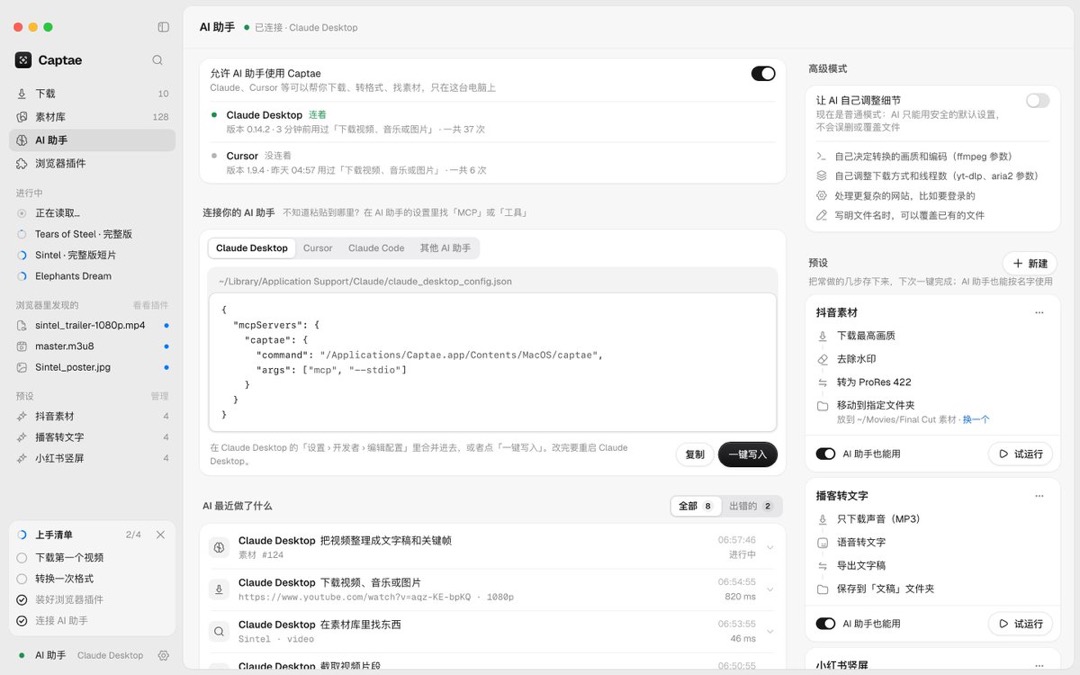 Captae
下载 10
素材库 128
AI 助手
浏览器插件
进行中
正在读取...
Tears of Steel · 完整版
Sintel · 完整版短片
Elephants Dream
浏览器里发现的 看看插件
sintel_trailer-1080p.mp4
master.m3u8
Sintel_poster.jpg
预设 管理
抖音素材 4
播客转文字 4
小红书竖屏 4
上手清单 2/4
下载第一个视频
转换一次格式
装好浏览器插件
连接 AI 助手
AI 助手 Claude Desktop
AI 助手 已连接 · Claude Desktop
允许 AI 助手使用 Captae
Claude、Cursor 等可以帮你下载、转格式、找素材，只在这台电脑上
Claude Desktop 连着
版本 0.14.2 · 3 分钟前用过「下载视频、音乐或图片」 · 一共 37 次
Cursor 没连着
版本 1.9.4 · 昨天 04:57 用过「下载视频、音乐或图片」 · 一共 6 次
连接你的 AI 助手 不知道粘贴到哪里？在 AI 助手的设置里找「MCP」或「工具」
Claude Desktop Cursor Claude Code 其他 AI 助手
~/Library/Application Support/Claude/claude_desktop_config.json
{
"mcpServers": {
"captae": {
"command": "/Applications/Captae.app/Contents/MacOS/captae",
"args": ["mcp", "--stdio"]
}
}
}
在 Claude Desktop 的「设置 › 开发者 › 编辑配置」里合并进去，或者点「一键写入」。改完要重启 Claude
Desktop。
复制 一键写入
AI 最近做了什么 全部 8 出错的 2
Claude Desktop 把视频整理成文字稿和关键帧 06:57:46
素材 #124 进行中
Claude Desktop 下载视频、音乐或图片 06:54:55
https://www.youtube.com/watch?v=aqz-KE-bpKQ · 1080p 820 ms
Claude Desktop 在素材库里找东西 06:53:55
Sintel · video 46 ms
Claude Desktop 截取视频片段 06:50:55
高级模式
让 AI 自己调整细节
现在是普通模式：AI 只能用安全的默认设置，
不会误删或覆盖文件
自己决定转换的画质和编码（ffmpeg 参数）
自己调整下载方式和线程数（yt-dlp、aria2 参数）
处理更复杂的网站，比如要登录的
写明文件名时，可以覆盖已有的文件
预设 新建
把常做的几步存下来，下次一键完成；AI 助手也能按名字使用
抖音素材
下载最高画质
去除水印
转为 ProRes 422
移动到指定文件夹
放到 ~/Movies/Final Cut 素材 · 换一个
AI 助手也能用 试运行
播客转文字
只下载声音（MP3）
语音转文字
导出文字稿
保存到「文稿」文件夹
AI 助手也能用 试运行
小红书竖屏